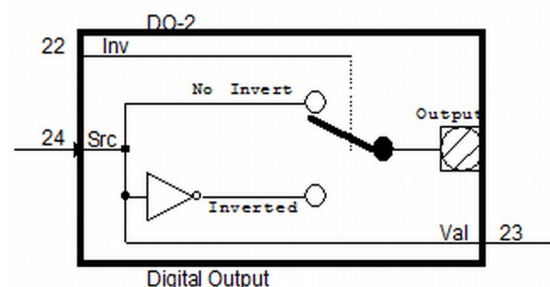 DO-2
22 Inv
No Invert
Output
24 Src
Inverted
Val 23
Digital Output